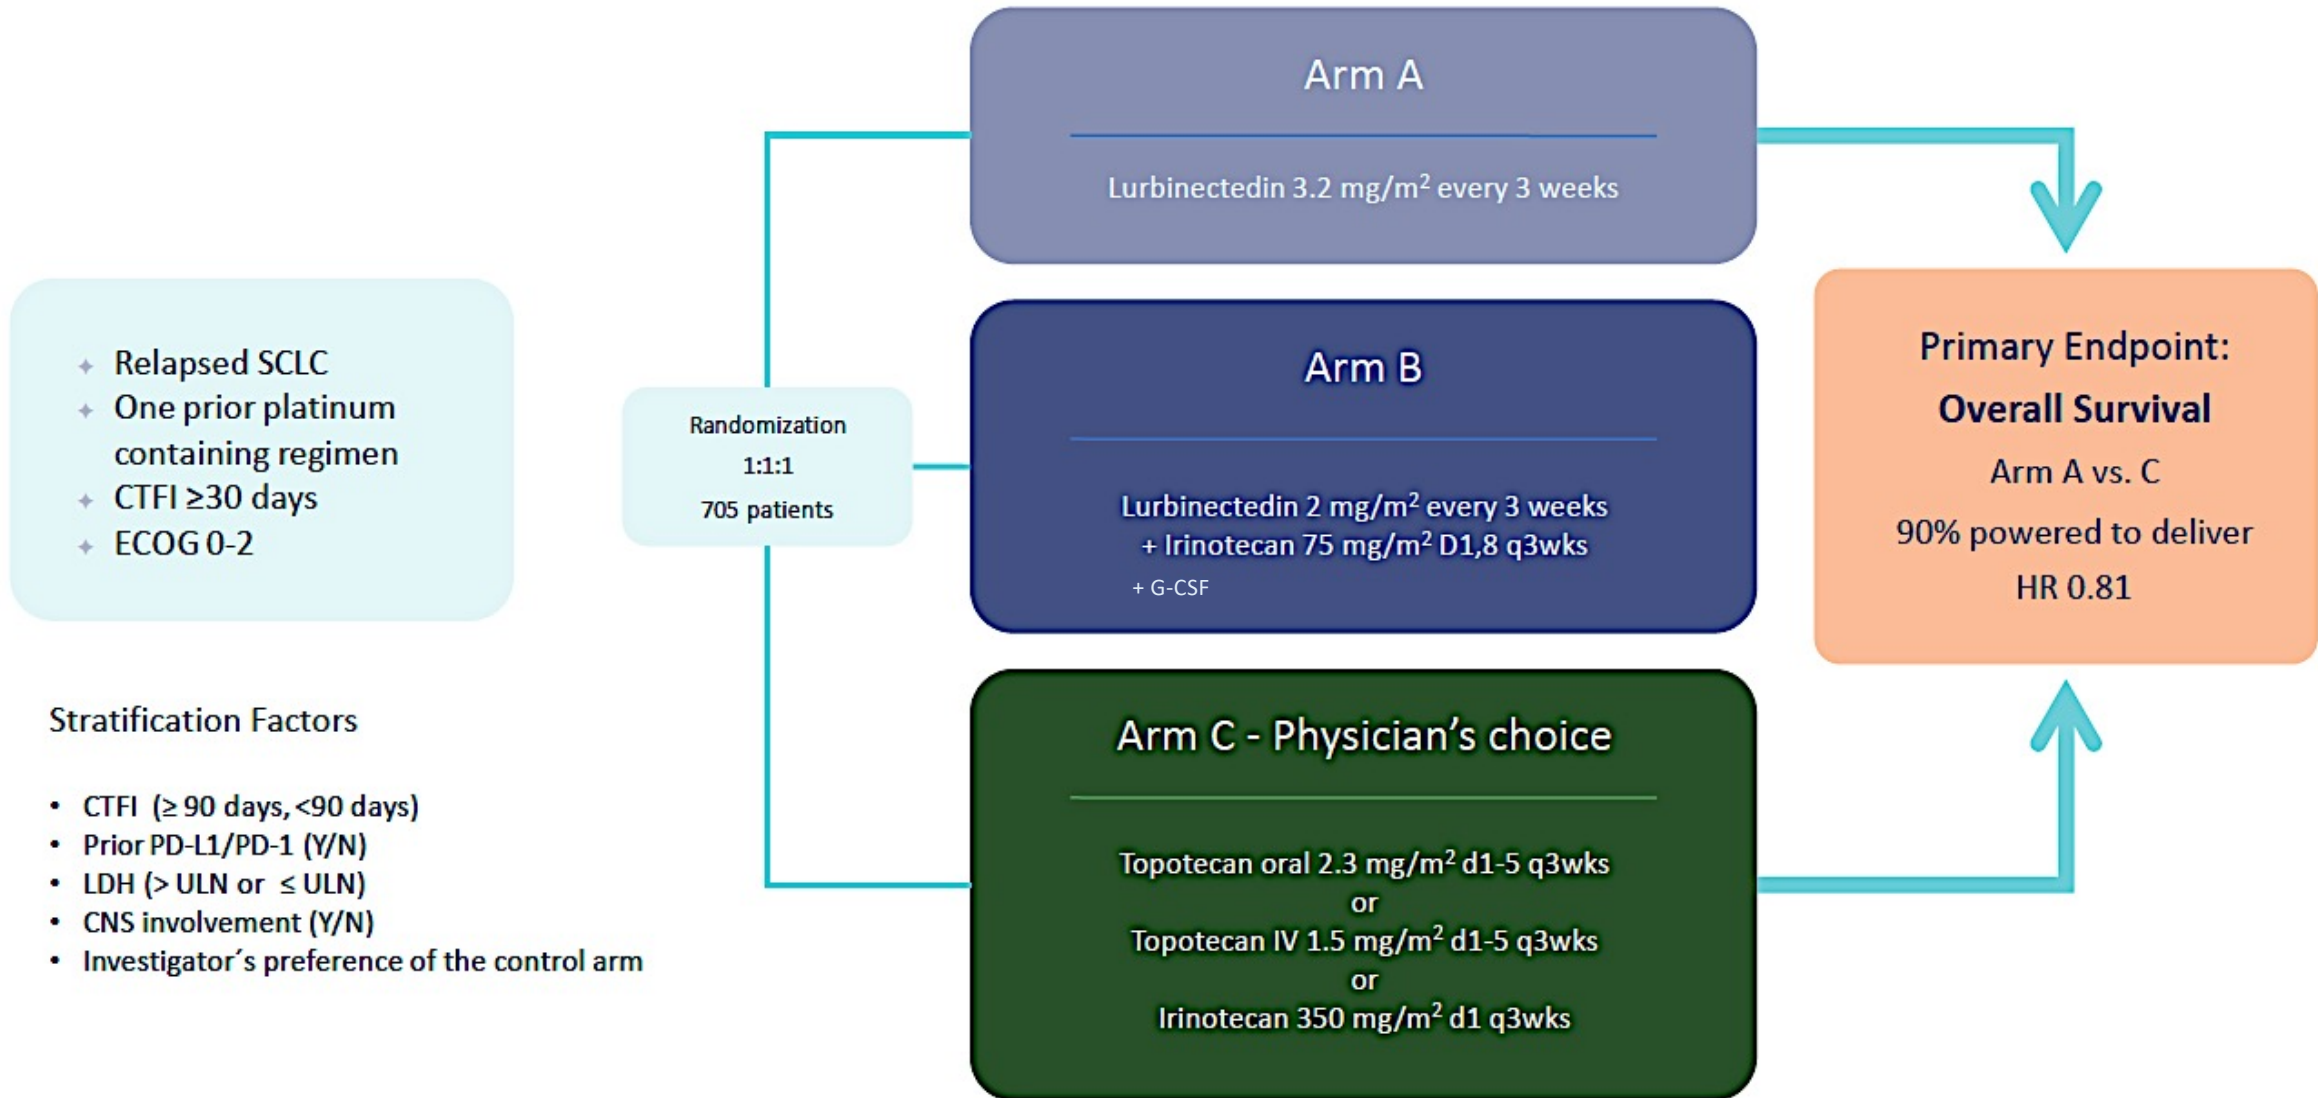 Relapsed SCLC
One prior platinum
containing regimen
CTFI ≥30 days
ECOG 0-2
Stratification Factors
• CTFI (≥ 90 days, <90 days)
• Prior PD-L1/PD-1 (Y/N)
• LDH (> ULN or ≤ ULN)
• CNS involvement (Y/N)
• Investigator´s preference of the control arm
Randomization
1:1:1
705 patients
Arm A
Lurbinectedin 3.2 mg/m² every 3 weeks
Arm B
Lurbinectedin 2 mg/m² every 3 weeks
+ Irinotecan 75 mg/m² D1,8 q3wks
+ G-CSF
Arm C - Physician’s choice
Topotecan oral 2.3 mg/m² d1-5 q3wks
or
Topotecan IV 1.5 mg/m² d1-5 q3wks
or
Irinotecan 350 mg/m² d1 q3wks
Primary Endpoint:
Overall Survival
Arm A vs. C
90% powered to deliver
HR 0.81